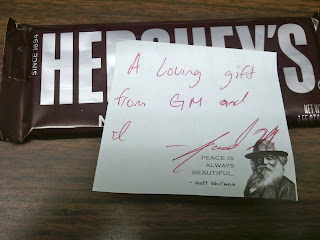 SINCE 1894
HERSHEY'S
A Loving gift
from GM and
PEACE IS
ALWAYS
BEAUTIFUL.
- Walt Whitman